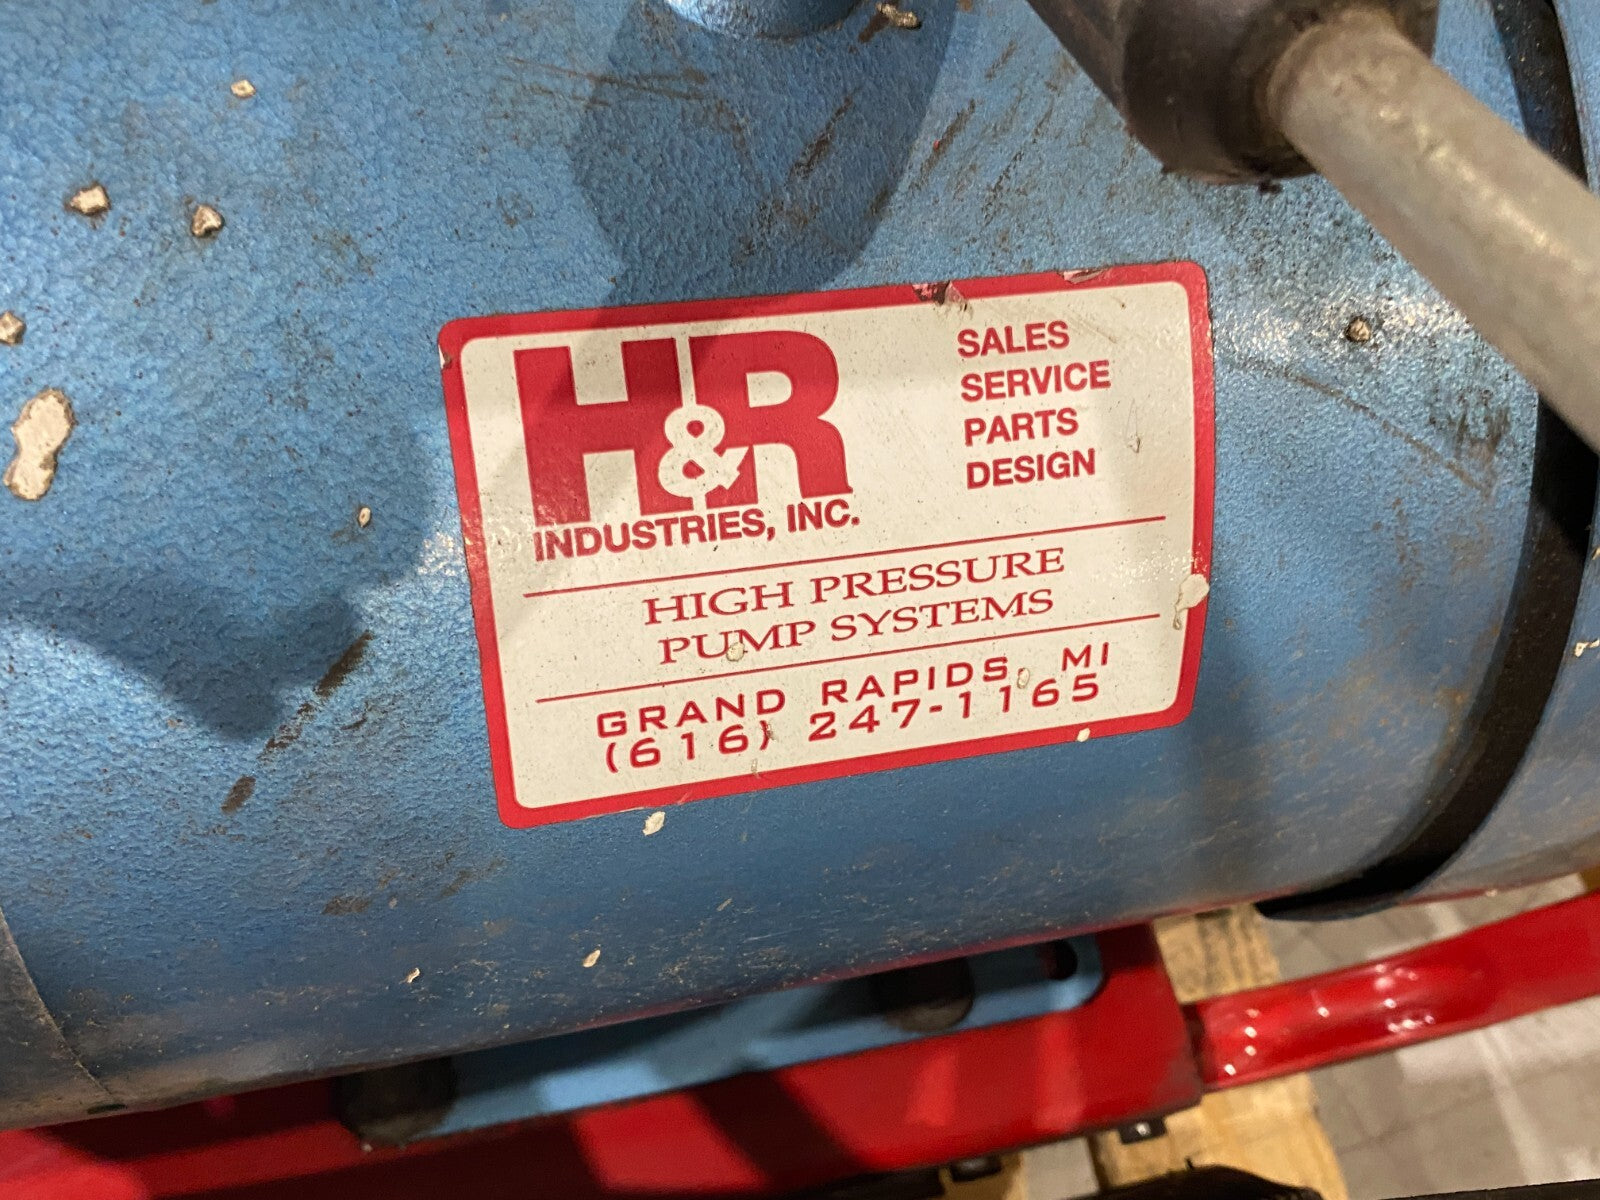 H&R
INDUSTRIES, INC.
SALES
SERVICE
PARTS
DESIGN
HIGH PRESSURE
PUMP SYSTEMS
GRAND RAPIDS, MI
(616) 247-1165